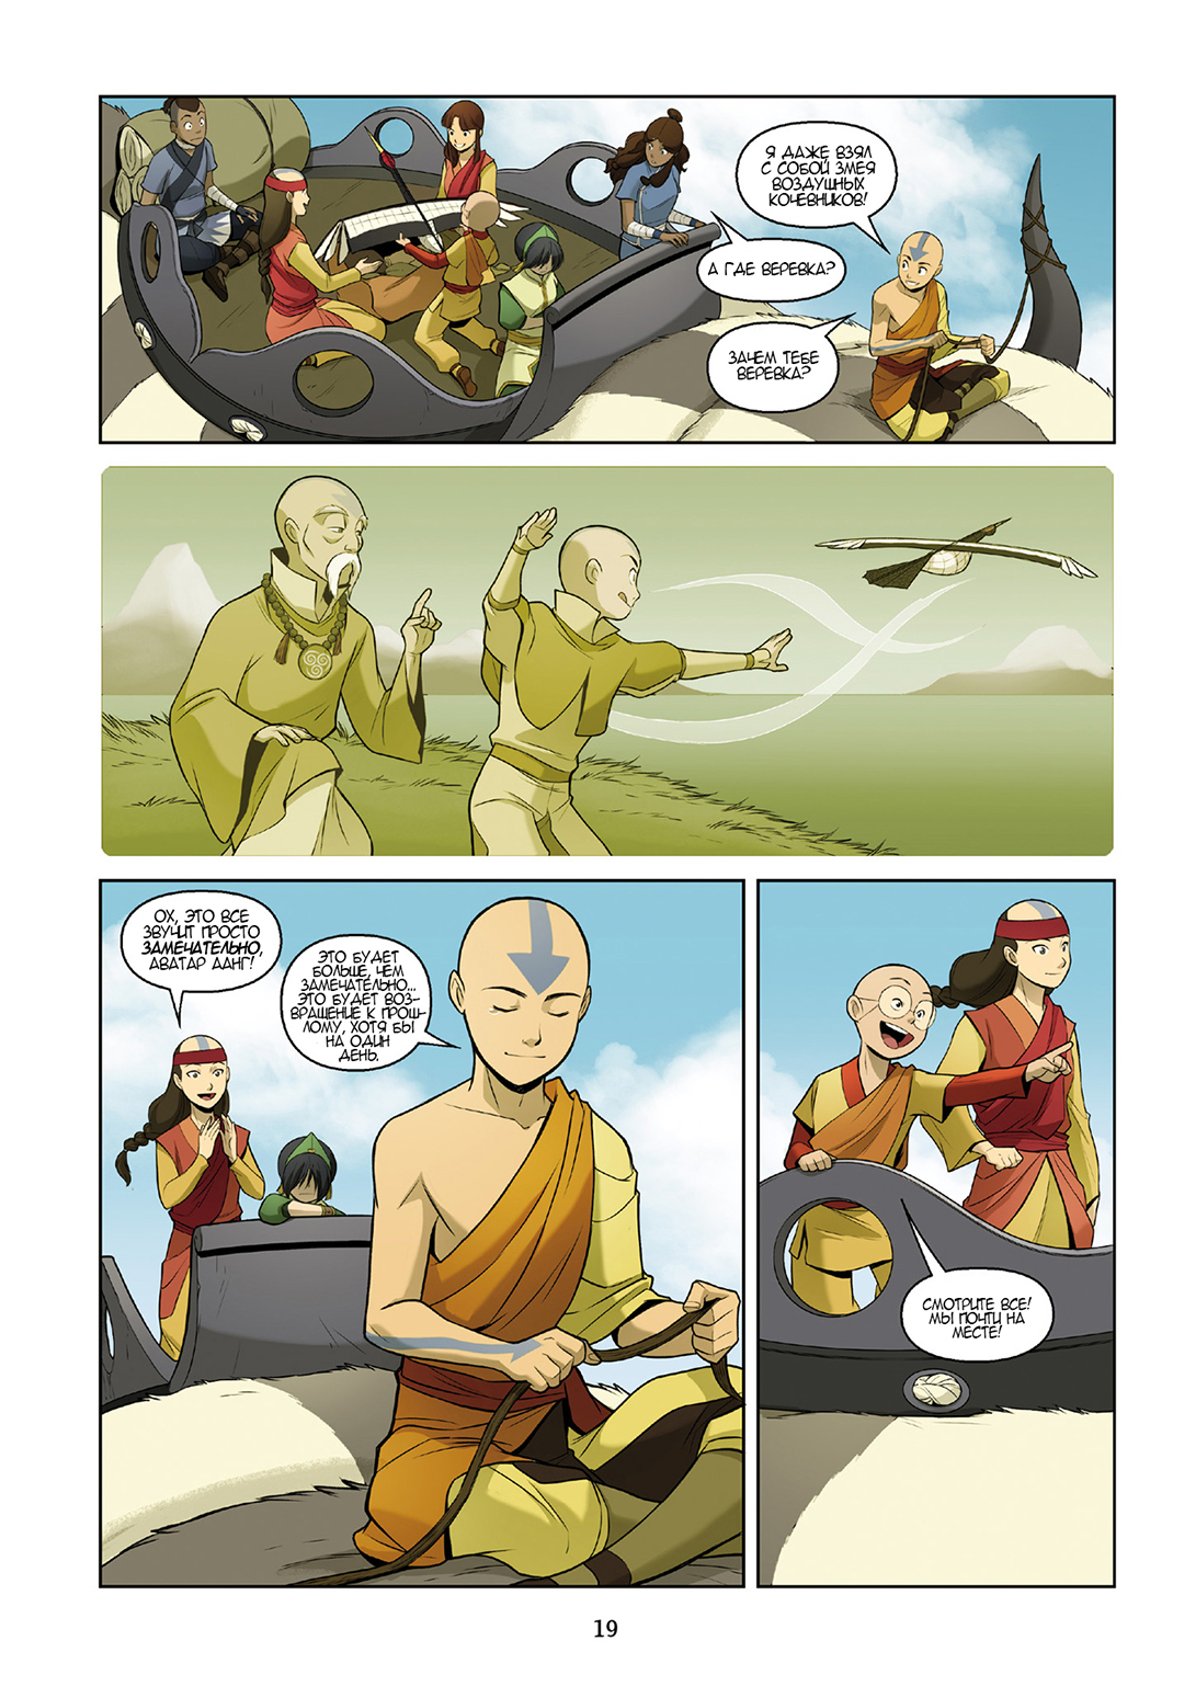 Я ДАЖЕ ВЗЯЛ
С СОБОЙ ЗМЕЯ
ВОЗДУШНЫХ
КОЧЕВНИКОВ!
А ГДЕ ВЕРЕВКА?
ЗАЧЕМ ТЕБЕ
ВЕРЕВКА?
ОХ, ЭТО ВСЕ
ЗВУЧИТ ПРОСТО
ЗАМЕЧАТЕЛЬНО,
АВАТАР ААНГ!
ЭТО БУДЕТ
БОЛЬШЕ, ЧЕМ
ЗАМЕЧАТЕЛЬНО...
ЭТО БУДЕТ ВОЗ-
ВРАЩЕНИЕ К ПРОШ-
ЛОМУ, ХОТЯ БЫ
НА ОДИН
ДЕНЬ.
СМОТРИТЕ ВСЕ!
МЫ ПОЧТИ НА
МЕСТЕ!
19